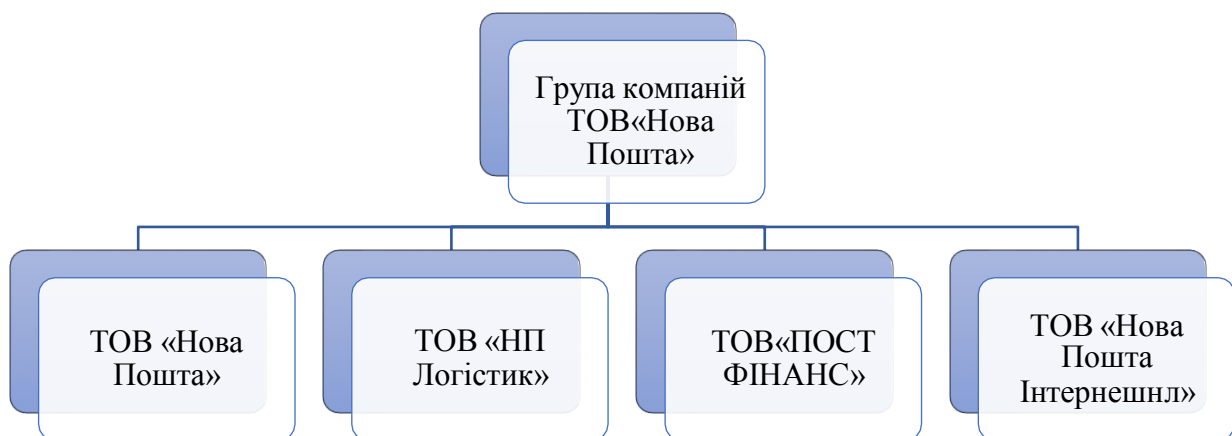 Група компаній
ТОВ«Нова
Пошта»
ТОВ «Нова
Пошта»
ТОВ «НП
Логістик»
ТОВ«ПОСТ
ФІНАНС»
ТОВ «Нова
Пошта
Інтернешнл»